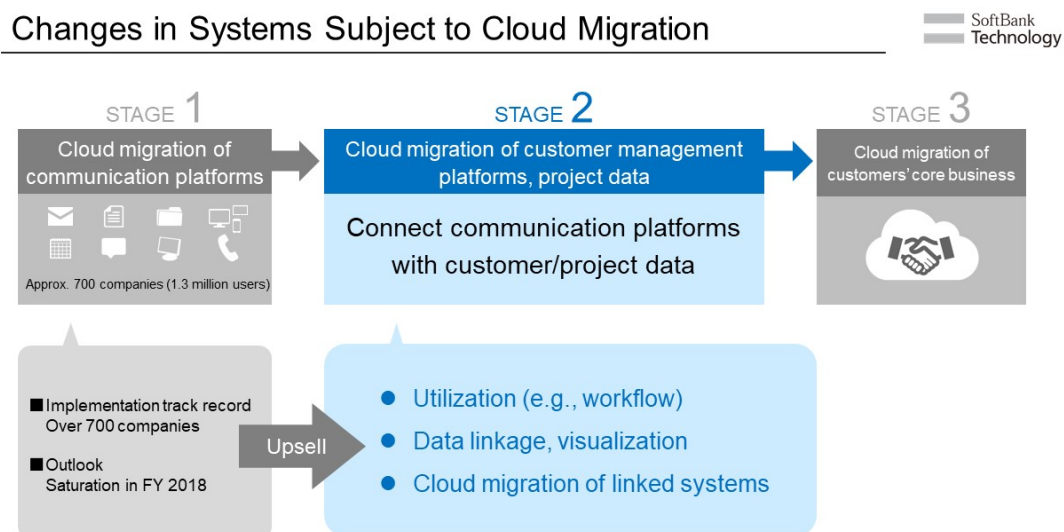 Changes in Systems Subject to Cloud Migration
SoftBank
Technology
STAGE 1
Cloud migration of
communication platforms
Approx. 700 companies (1.3 million users)
STAGE 2
Cloud migration of customer management
platforms, project data
Connect communication platforms
with customer/project data
STAGE 3
Cloud migration of
customers' core business
■Implementation track record
Over 700 companies
■Outlook
Saturation in FY 2018
Upsell
● Utilization (e.g., workflow)
● Data linkage, visualization
● Cloud migration of linked systems